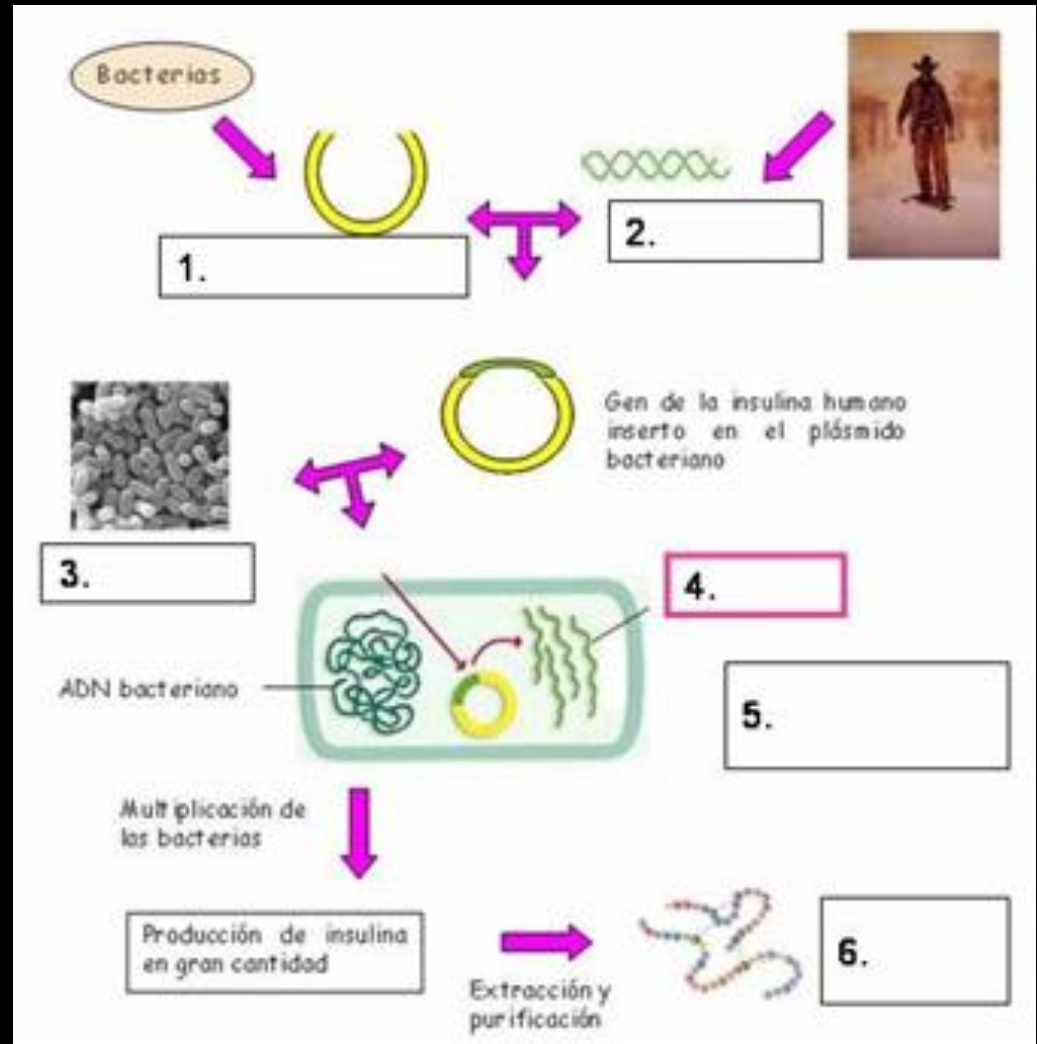 Bacterias
1.
2.
Gen de la insulina humano
inserto en el plásmido
bacteriano
3.
4.
ADN bacteriano
5.
Multiplicación de
las bacterias
Producción de insulina
en gran cantidad
Extracción y
purificación
6.